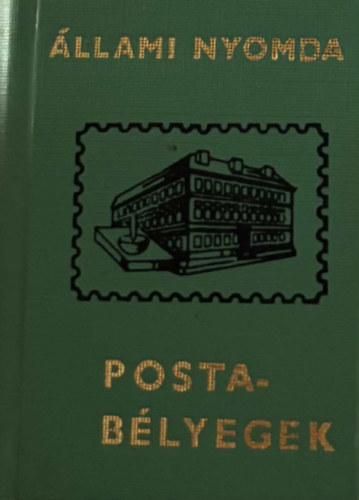 ÁLLAMI NYOMDA
POSTA-
BÉLYEGEK